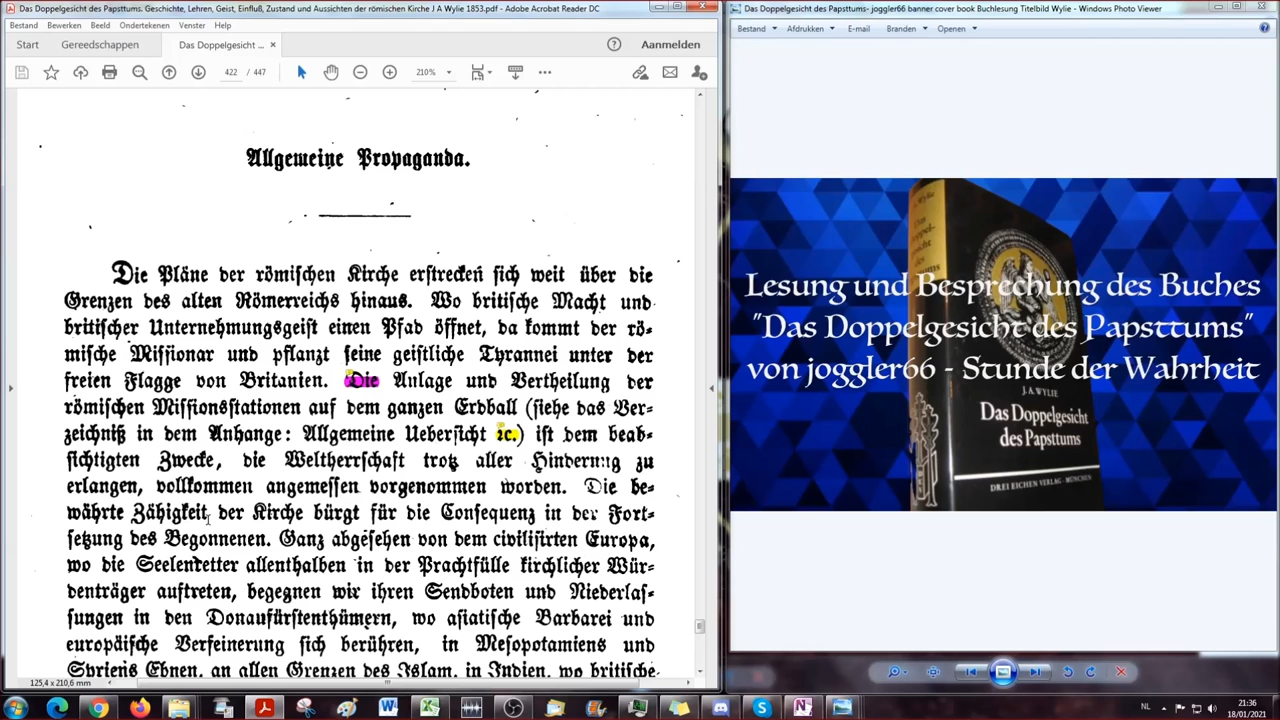 Das Doppelgesicht des Papsttums. Geschichte, Lehren, Geist, Einfluß, Zustand und Aussichten der römischen Kirche J A Wylie 1853.pdf - Adobe Acrobat Reader DC
Bestand Bewerken Beeld Ondertekenen Venster Help
Start Gereedschappen Das Doppelgesicht ... × Aanmelden
422 / 447 210%
Allgemeine Propaganda.
Die Pläne der römischen Kirche erstrecken sich weit über die
Grenzen des alten Römerreichs hinaus. Wo britische Macht und
britischer Unternehmungsgeist einen Pfad öffnet, da kommt der rö-
mische Missionar und pflanzt seine geistliche Tyrannei unter der
freien Flagge von Britanien. Die Anlage und Vertheilung der
römischen Missionsstationen auf dem ganzen Erdball (siehe das Ver-
zeichniß in dem Anhange: Allgemeine Uebersicht ꝛc.) ist dem beab-
sichtigten Zwecke, die Weltherrschaft trotz aller Hinderung zu
erlangen, vollkommen angemessen vorgenommen worden. Die be-
währte Zähigkeit der Kirche bürgt für die Consequenz in der Fort-
setzung des Begonnenen. Ganz abgesehen von dem civilisirten Europa,
wo die Seelenretter allenthalben in der Prachtfülle kirchlicher Wür-
denträger auftreten, begegnen wir ihren Sendboten und Niederlas-
sungen in den Donaufürstenthümern, wo asiatische Barbarei und
europäische Verfeinerung sich berühren, in Mesopotamiens und
Syriens Ebnen, an allen Grenzen des Islam, in Indien, wo britische
125,4 x 210,6 mm
Das Doppelgesicht des Papsttums- joggler66 banner cover book Buchlesung Titelbild Wylie - Windows Photo Viewer
Bestand Afdrukken E-mail Branden Openen
Lesung und Besprechung des Buches
"Das Doppelgesicht des Papsttums"
von joggler66 - Stunde der Wahrheit
J.A. WYLIE
Das Doppelgesicht
des Papsttums
DREI EICHEN VERLAG · MÜNCHEN
NL
21:36
18/01/2021